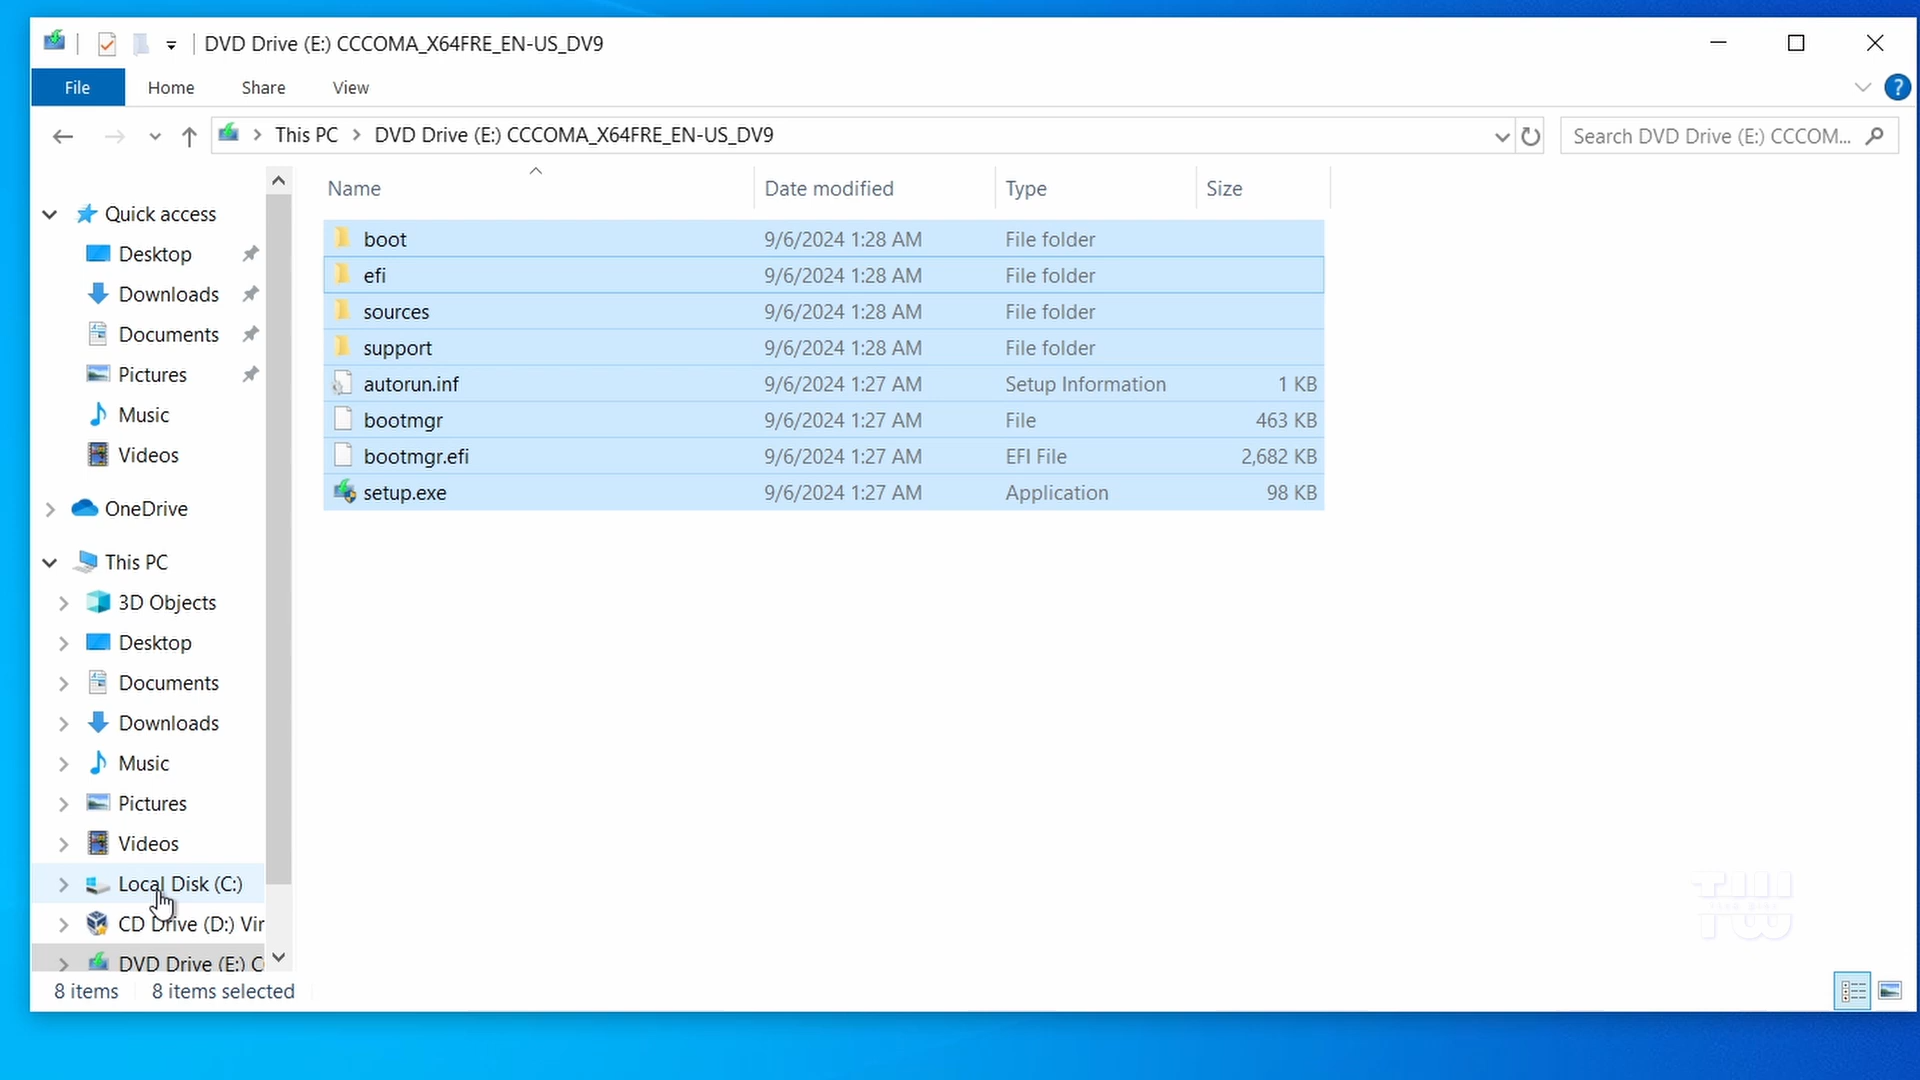 DVD Drive (E:) CCCOMA_X64FRE_EN-US_DV9
File Home Share View ?
This PC DVD Drive (E:) CCCOMA_X64FRE_EN-US_DV9 Search DVD Drive (E:) CCCOM...
Name Date modified Type Size
Quick access
Desktop
Downloads
Documents
Pictures
Music
Videos
OneDrive
This PC
3D Objects
Desktop
Documents
Downloads
Music
Pictures
Videos
Local Disk (C:)
CD Drive (D:) Vir
DVD Drive (E:) C
boot 9/6/2024 1:28 AM File folder
efi 9/6/2024 1:28 AM File folder
sources 9/6/2024 1:28 AM File folder
support 9/6/2024 1:28 AM File folder
autorun.inf 9/6/2024 1:27 AM Setup Information 1 KB
bootmgr 9/6/2024 1:27 AM File 463 KB
bootmgr.efi 9/6/2024 1:27 AM EFI File 2,682 KB
setup.exe 9/6/2024 1:27 AM Application 98 KB
8 items 8 items selected